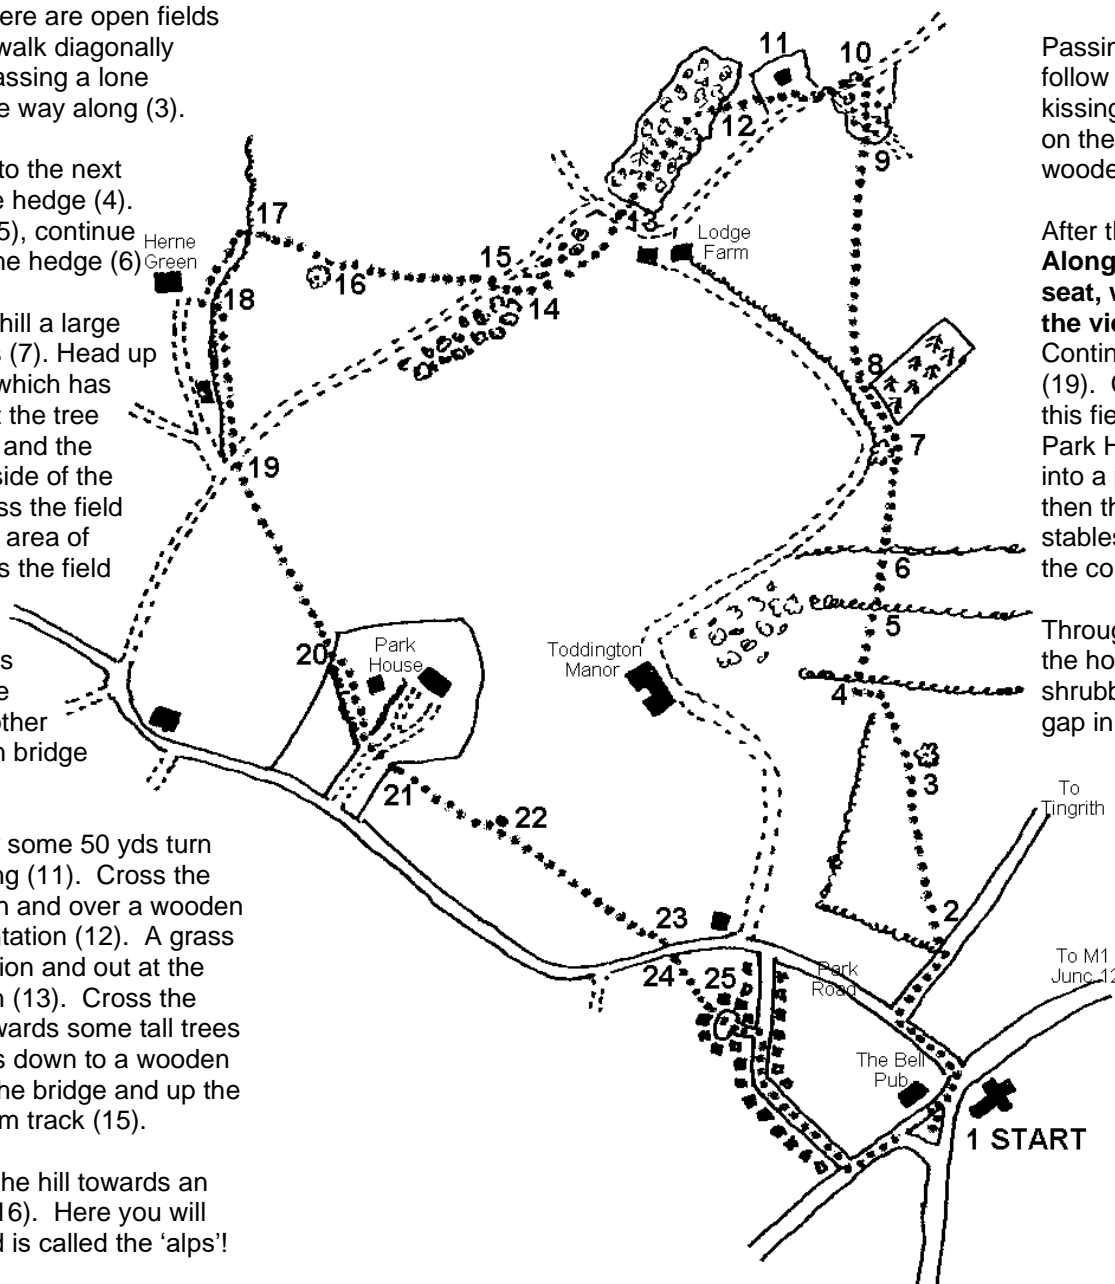 ere are open fields
walk diagonally
assing a lone
e way along (3).
to the next
e hedge (4).
5), continue
ne hedge (6)
hill a large
s (7). Head up
which has
t the tree
and the
side of the
ss the field
area of
s the field
s
e
other
n bridge
some 50 yds turn
ng (11). Cross the
n and over a wooden
ntation (12). A grass
ion and out at the
n (13). Cross the
wards some tall trees
s down to a wooden
he bridge and up the
m track (15).
he hill towards an
16). Here you will
d is called the ‘alps’!
10
11
12
9
13
Lodge
Farm
17
Herne
Green
15
16
14
18
8
7
19
6
5
Toddington
Manor
Park
House
20
4
3
To
Tingrith
21
22
2
23
24
25
Park
Road
To M1
Junc 12
The Bell
Pub
1 START
Passin
follow
kissing
on the
woode
After th
Along
seat, w
the vie
Contin
(19). C
this fie
Park H
into a p
then th
stables
the co
Throug
the ho
shrubb
gap in